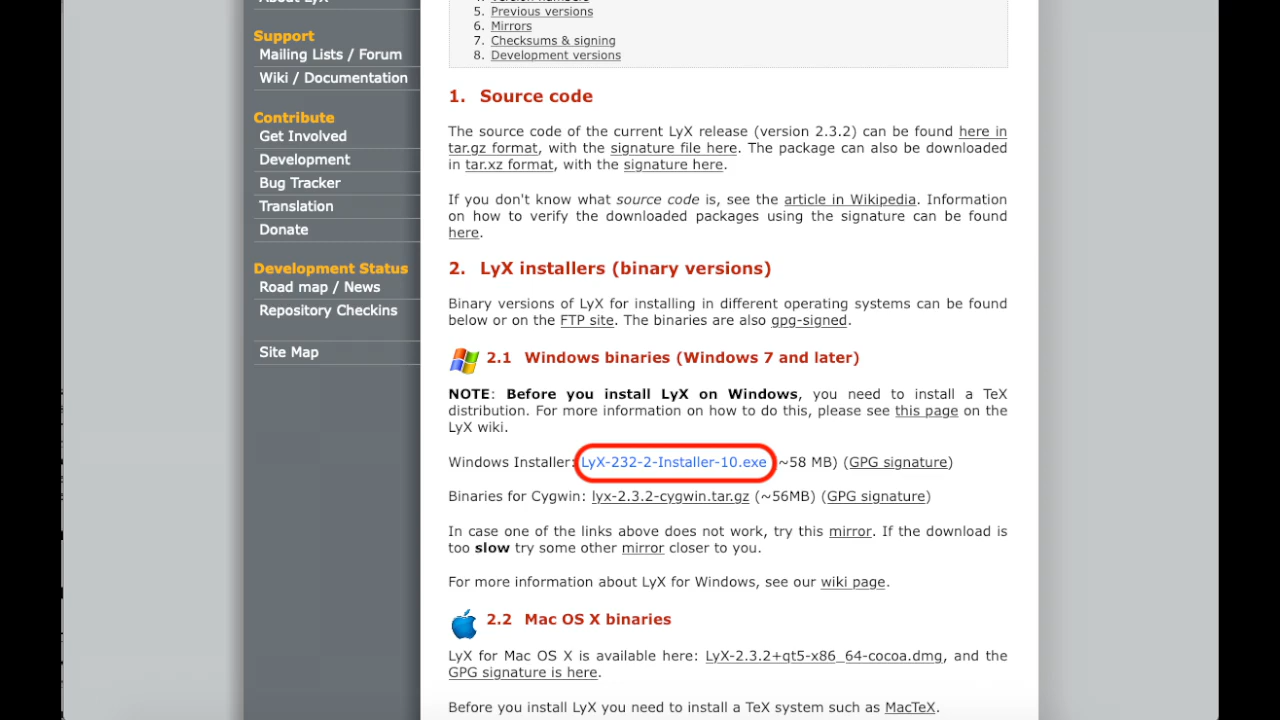 About LyX
Support
Mailing Lists / Forum
Wiki / Documentation
Contribute
Get Involved
Development
Bug Tracker
Translation
Donate
Development Status
Road map / News
Repository Checkins
Site Map
5. Previous versions
6. Mirrors
7. Checksums & signing
8. Development versions
1. Source code
The source code of the current LyX release (version 2.3.2) can be found here in
tar.gz format, with the signature file here. The package can also be downloaded
in tar.xz format, with the signature here.
If you don't know what source code is, see the article in Wikipedia. Information
on how to verify the downloaded packages using the signature can be found
here.
2. LyX installers (binary versions)
Binary versions of LyX for installing in different operating systems can be found
below or on the FTP site. The binaries are also gpg-signed.
2.1 Windows binaries (Windows 7 and later)
NOTE: Before you install LyX on Windows, you need to install a TeX
distribution. For more information on how to do this, please see this page on the
LyX wiki.
Windows Installer: LyX-232-2-Installer-10.exe ~58 MB) (GPG signature)
Binaries for Cygwin: lyx-2.3.2-cygwin.tar.gz (~56MB) (GPG signature)
In case one of the links above does not work, try this mirror. If the download is
too slow try some other mirror closer to you.
For more information about LyX for Windows, see our wiki page.
2.2 Mac OS X binaries
LyX for Mac OS X is available here: LyX-2.3.2+qt5-x86_64-cocoa.dmg, and the
GPG signature is here.
Before you install LyX you need to install a TeX system such as MacTeX.